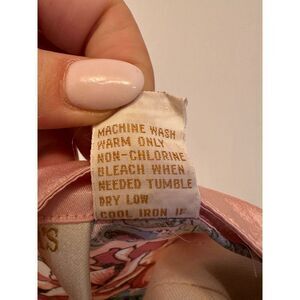 MACHINE WASH
WARM ONLY
NON-CHLORINE
BLEACH WHEN
NEEDED TUMBLE
DRY LOW
COOL IRON IF